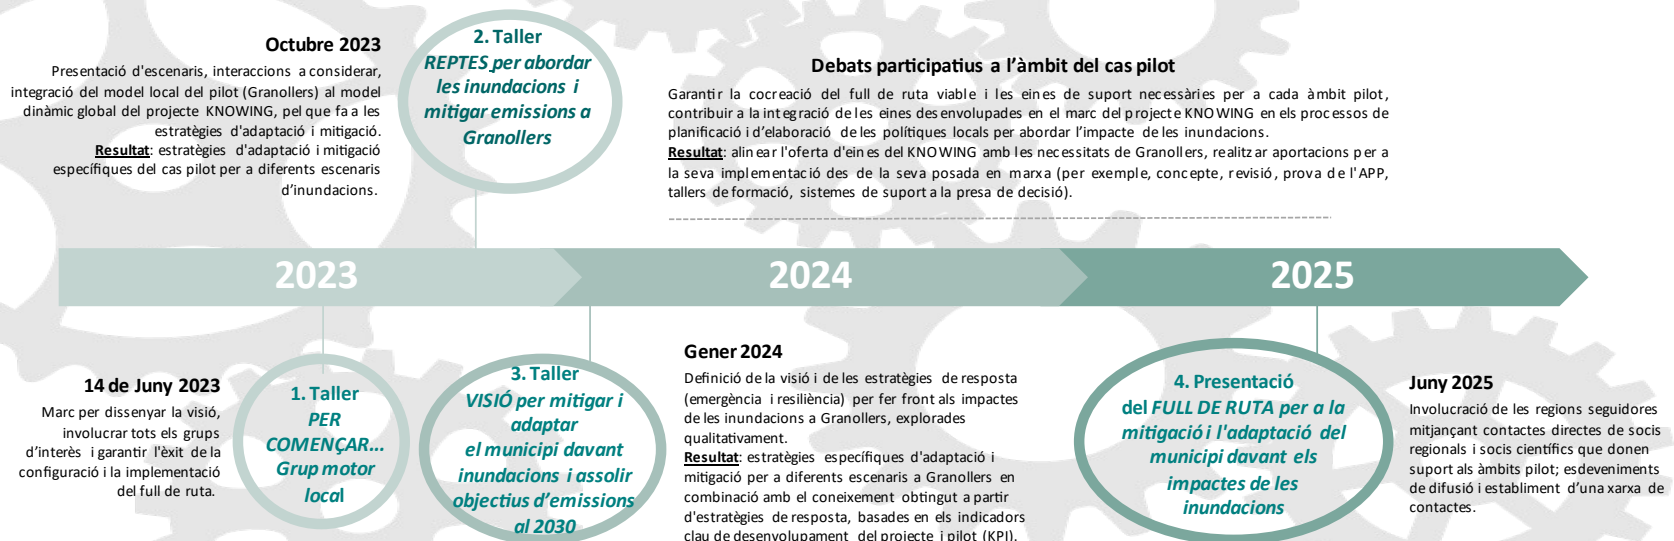 Octubre 2023
Presentació d'escenaris, interaccions a considerar,
integració del model local del pilot (Granollers) al model
dinàmic global del projecte KNOWING, pel que fa a les
estratègies d'adaptació i mitigació.
Resultat: estratègies d'adaptació i mitigació
específiques del cas pilot per a diferents escenaris
d’inundacions.
2. Taller
REPTES per abordar
les inundacions i
mitigar emissions a
Granollers
Debats participatius a l’àmbit del cas pilot
Garantir la cocreació del full de ruta viable i les eines de suport necessàries per a cada àmbit pilot,
contribuir a la integració de les eines desenvolupades en el marc del projecte KNOWING en els processos de
planificació i d’elaboració de les polítiques locals per abordar l’impacte de les inundacions.
Resultat: alinear l'oferta d'eines del KNOWING amb les necessitats de Granollers, realitzar aportacions per a
la seva implementació des de la seva posada en marxa (per exemple, concepte, revisió, prova de l'APP,
tallers de formació, sistemes de suport a la presa de decisió).
2023
2024
2025
14 de Juny 2023
Marc per dissenyar la visió,
involucrar tots els grups
d’interès i garantir l'èxit de la
configuració i la implementació
del full de ruta.
1. Taller
PER
COMENÇAR...
Grup motor
local
3. Taller
VISIÓ per mitigar i
adaptar
el municipi davant
inundacions i assolir
objectius d’emissions
al 2030
Gener 2024
Definició de la visió i de les estratègies de resposta
(emergència i resiliència) per fer front als impactes
de les inundacions a Granollers, explorades
qualitativament.
Resultat: estratègies específiques d'adaptació i
mitigació per a diferents escenaris a Granollers en
combinació amb el coneixement obtingut a partir
d'estratègies de resposta, basades en els indicadors
clau de desenvolupament del projecte i pilot (KPI).
4. Presentació
del FULL DE RUTA per a la
mitigació i l'adaptació del
municipi davant els
impactes de les
inundacions
Juny 2025
Involucració de les regions seguidores
mitjançant contactes directes de socis
regionals i socis científics que donen
suport als àmbits pilot; esdeveniments
de difusió i establiment d’una xarxa de
contactes.